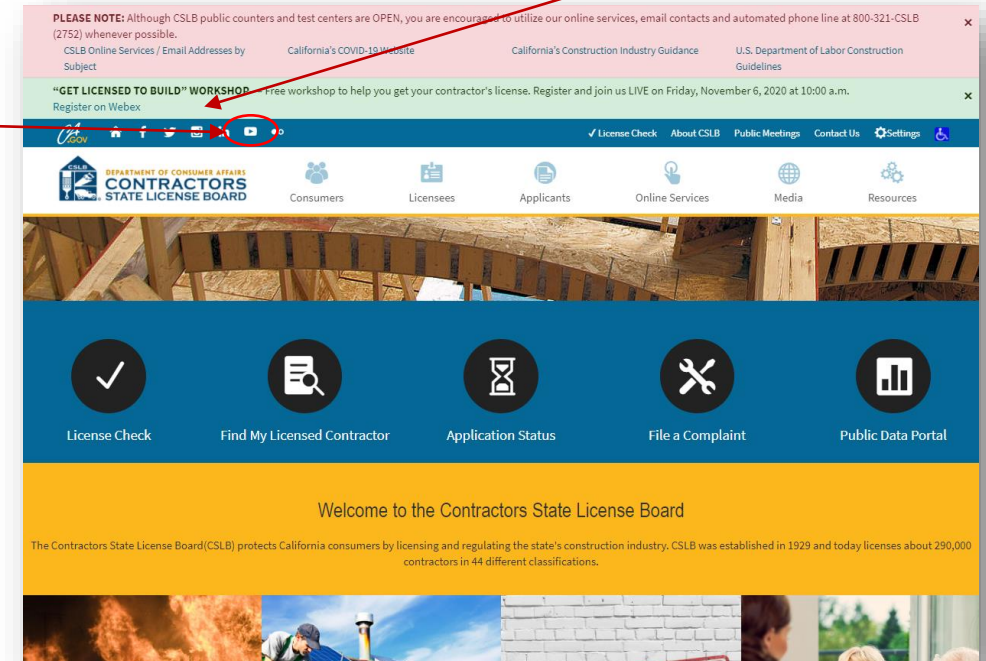 PLEASE NOTE: Although CSLB public counters and test centers are OPEN, you are encouraged to utilize our online services, email contacts and automated phone line at 800-321-CSLB
(2752) whenever possible.
CSLB Online Services / Email Addresses by Subject
California's COVID-19 Website
California's Construction Industry Guidance
U.S. Department of Labor Construction Guidelines
"GET LICENSED TO BUILD" WORKSHOP – Free workshop to help you get your contractor's license. Register and join us LIVE on Friday, November 6, 2020 at 10:00 a.m.
Register on Webex
CA.GOV
License Check About CSLB Public Meetings Contact Us Settings
CSLB
DEPARTMENT OF CONSUMER AFFAIRS
CONTRACTORS
STATE LICENSE BOARD
Consumers Licensees Applicants Online Services Media Resources
License Check Find My Licensed Contractor Application Status File a Complaint Public Data Portal
Welcome to the Contractors State License Board
The Contractors State License Board(CSLB) protects California consumers by licensing and regulating the state's construction industry. CSLB was established in 1929 and today licenses about 290,000
contractors in 44 different classifications.